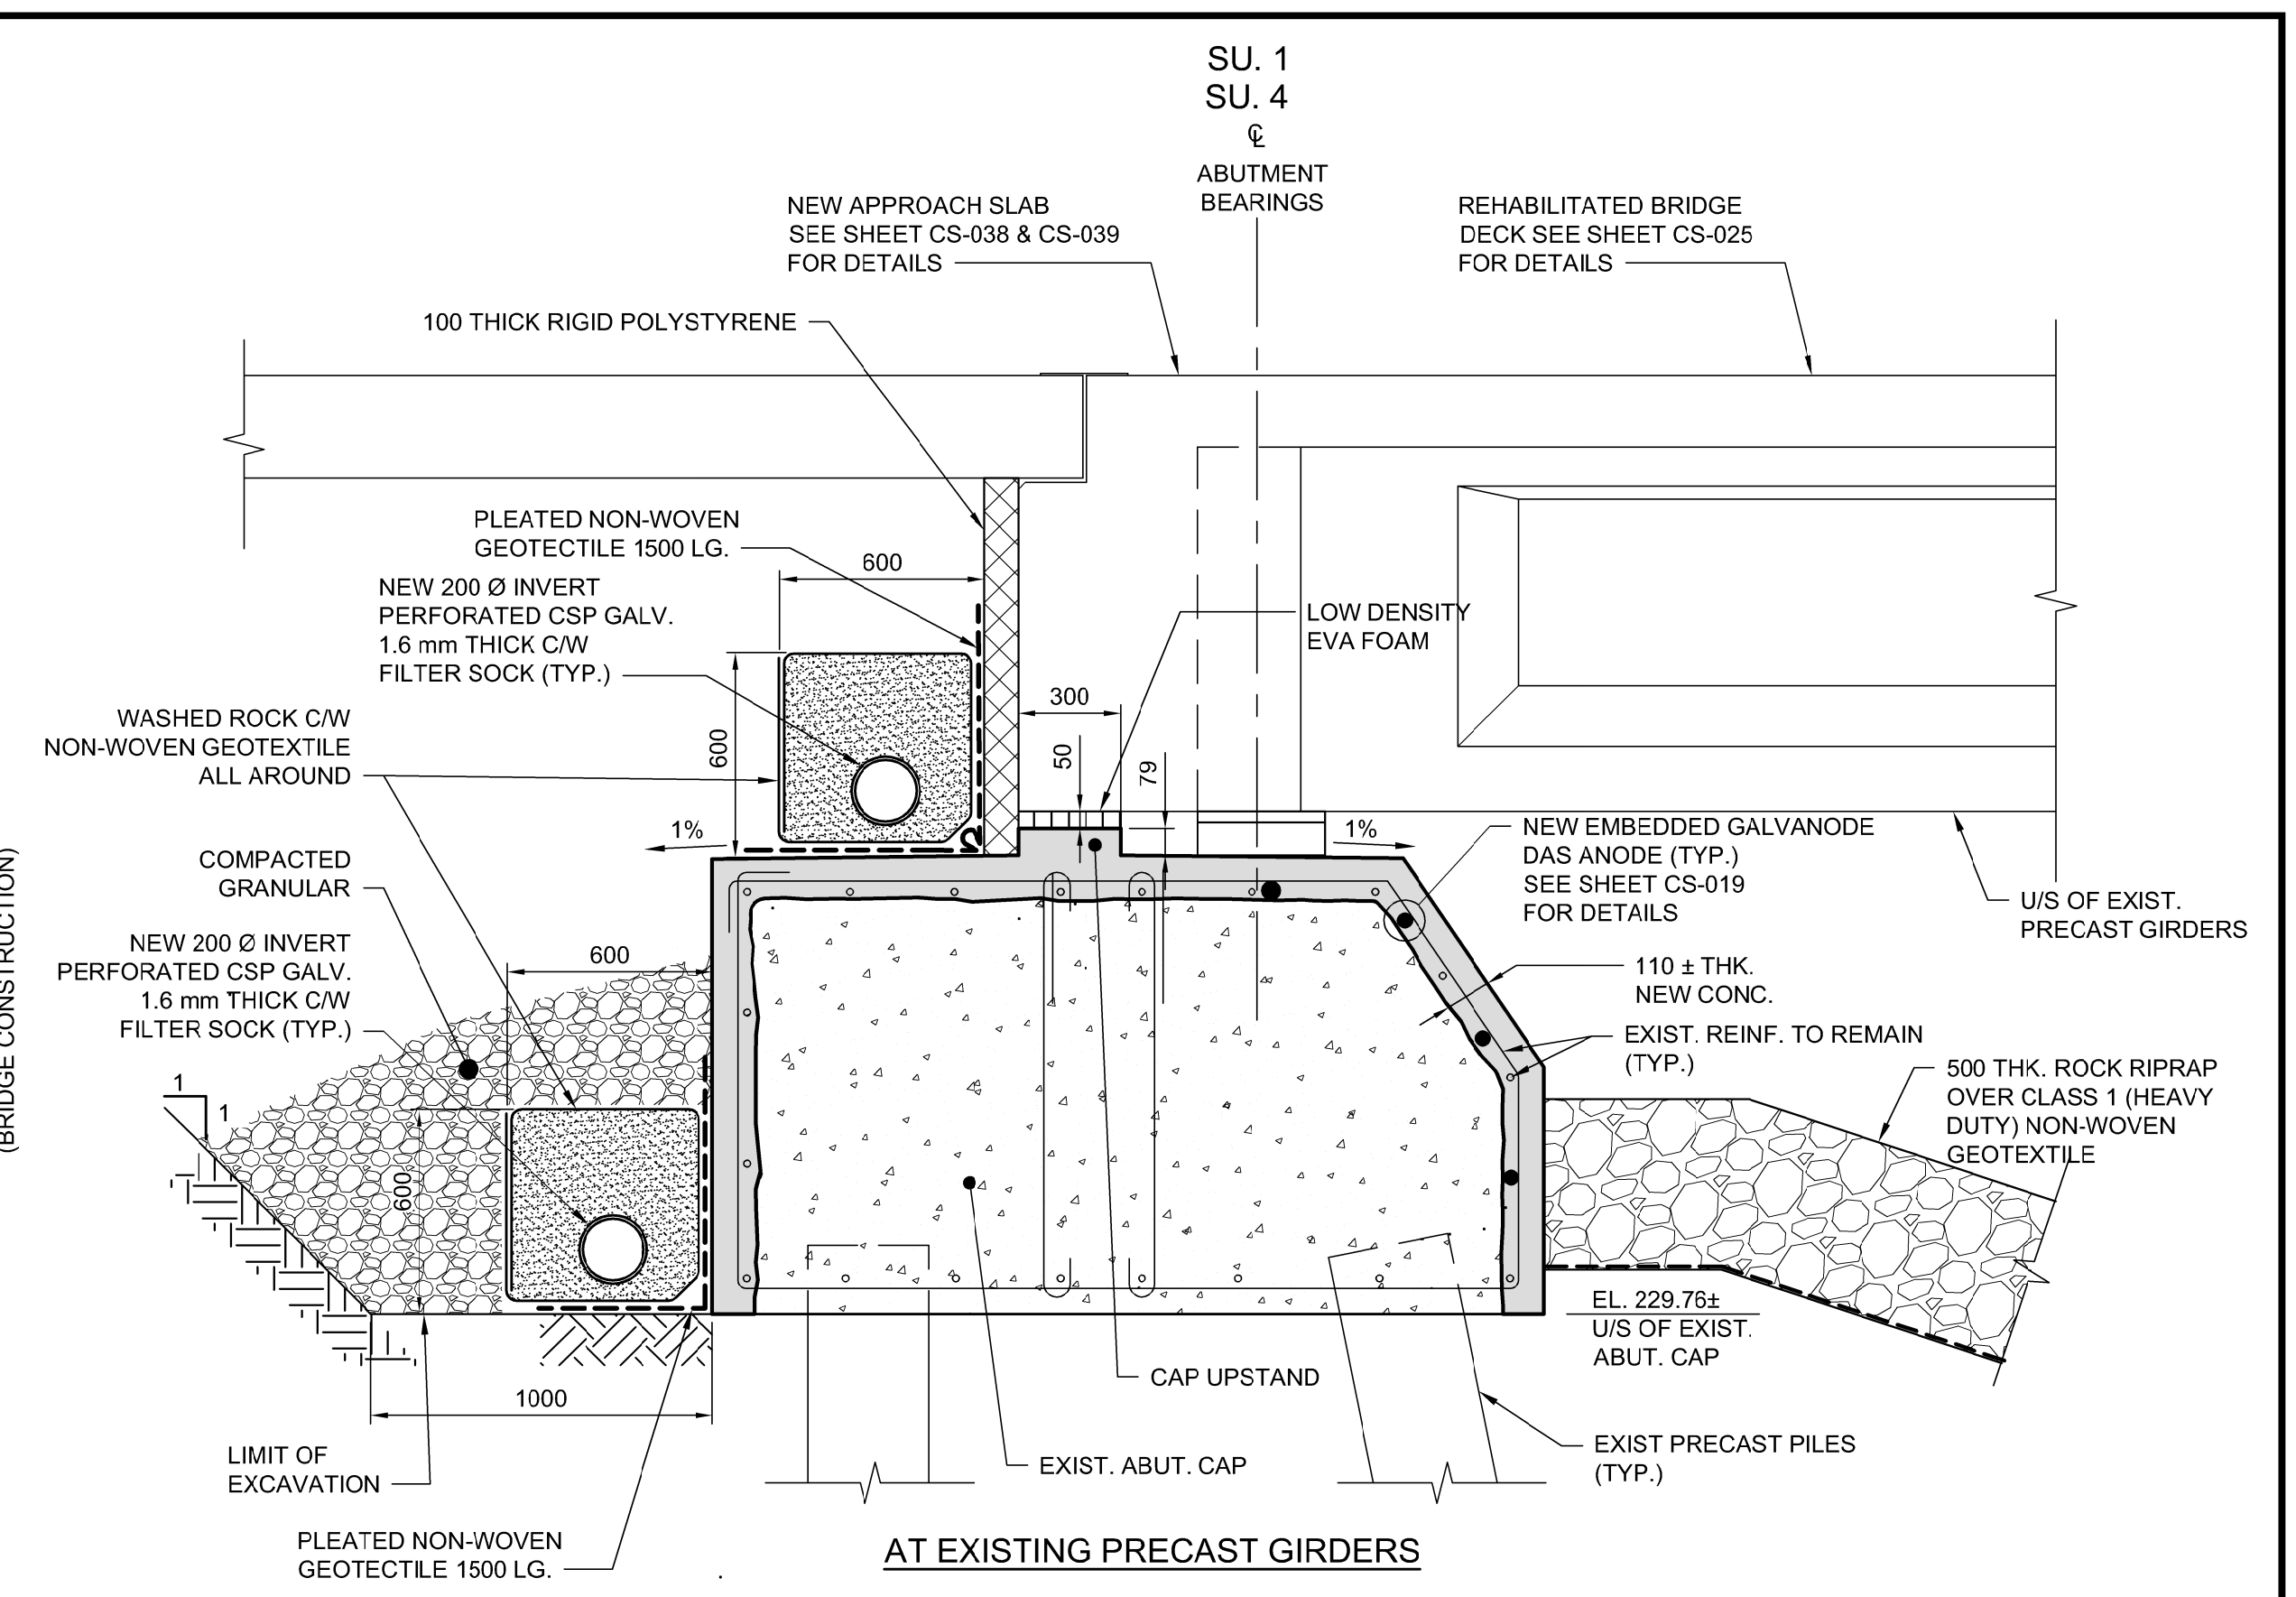 SU. 1
SU. 4
℄
ABUTMENT
BEARINGS
NEW APPROACH SLAB
SEE SHEET CS-038 & CS-039
FOR DETAILS
REHABILITATED BRIDGE
DECK SEE SHEET CS-025
FOR DETAILS
100 THICK RIGID POLYSTYRENE
PLEATED NON-WOVEN
GEOTECTILE 1500 LG.
600
NEW 200 Ø INVERT
PERFORATED CSP GALV.
1.6 mm THICK C/W
FILTER SOCK (TYP.)
LOW DENSITY
EVA FOAM
300
600
50
79
WASHED ROCK C/W
NON-WOVEN GEOTEXTILE
ALL AROUND
1%
1%
NEW EMBEDDED GALVANODE
DAS ANODE (TYP.)
SEE SHEET CS-019
FOR DETAILS
COMPACTED
GRANULAR
U/S OF EXIST.
PRECAST GIRDERS
NEW 200 Ø INVERT
PERFORATED CSP GALV.
1.6 mm THICK C/W
FILTER SOCK (TYP.)
600
110 ± THK.
NEW CONC.
EXIST. REINF. TO REMAIN
(TYP.)
500 THK. ROCK RIPRAP
OVER CLASS 1 (HEAVY
DUTY) NON-WOVEN
GEOTEXTILE
(BRIDGE CONSTRUCTION)
1
1
600
EL. 229.76±
U/S OF EXIST.
ABUT. CAP
1000
CAP UPSTAND
LIMIT OF
EXCAVATION
EXIST. ABUT. CAP
EXIST PRECAST PILES
(TYP.)
PLEATED NON-WOVEN
GEOTECTILE 1500 LG.
AT EXISTING PRECAST GIRDERS